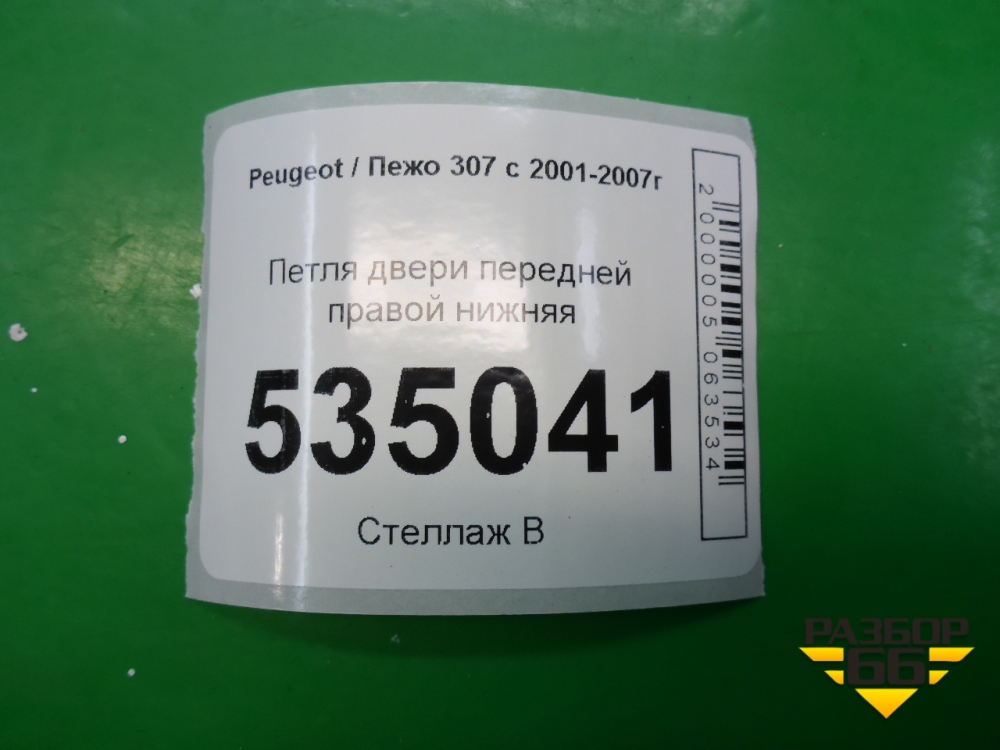 Peugeot / Пежо 307 с 2001-2007г
Петля двери передней
правой нижняя
535041
Стеллаж В
2000005063534
РАЗБОР
66